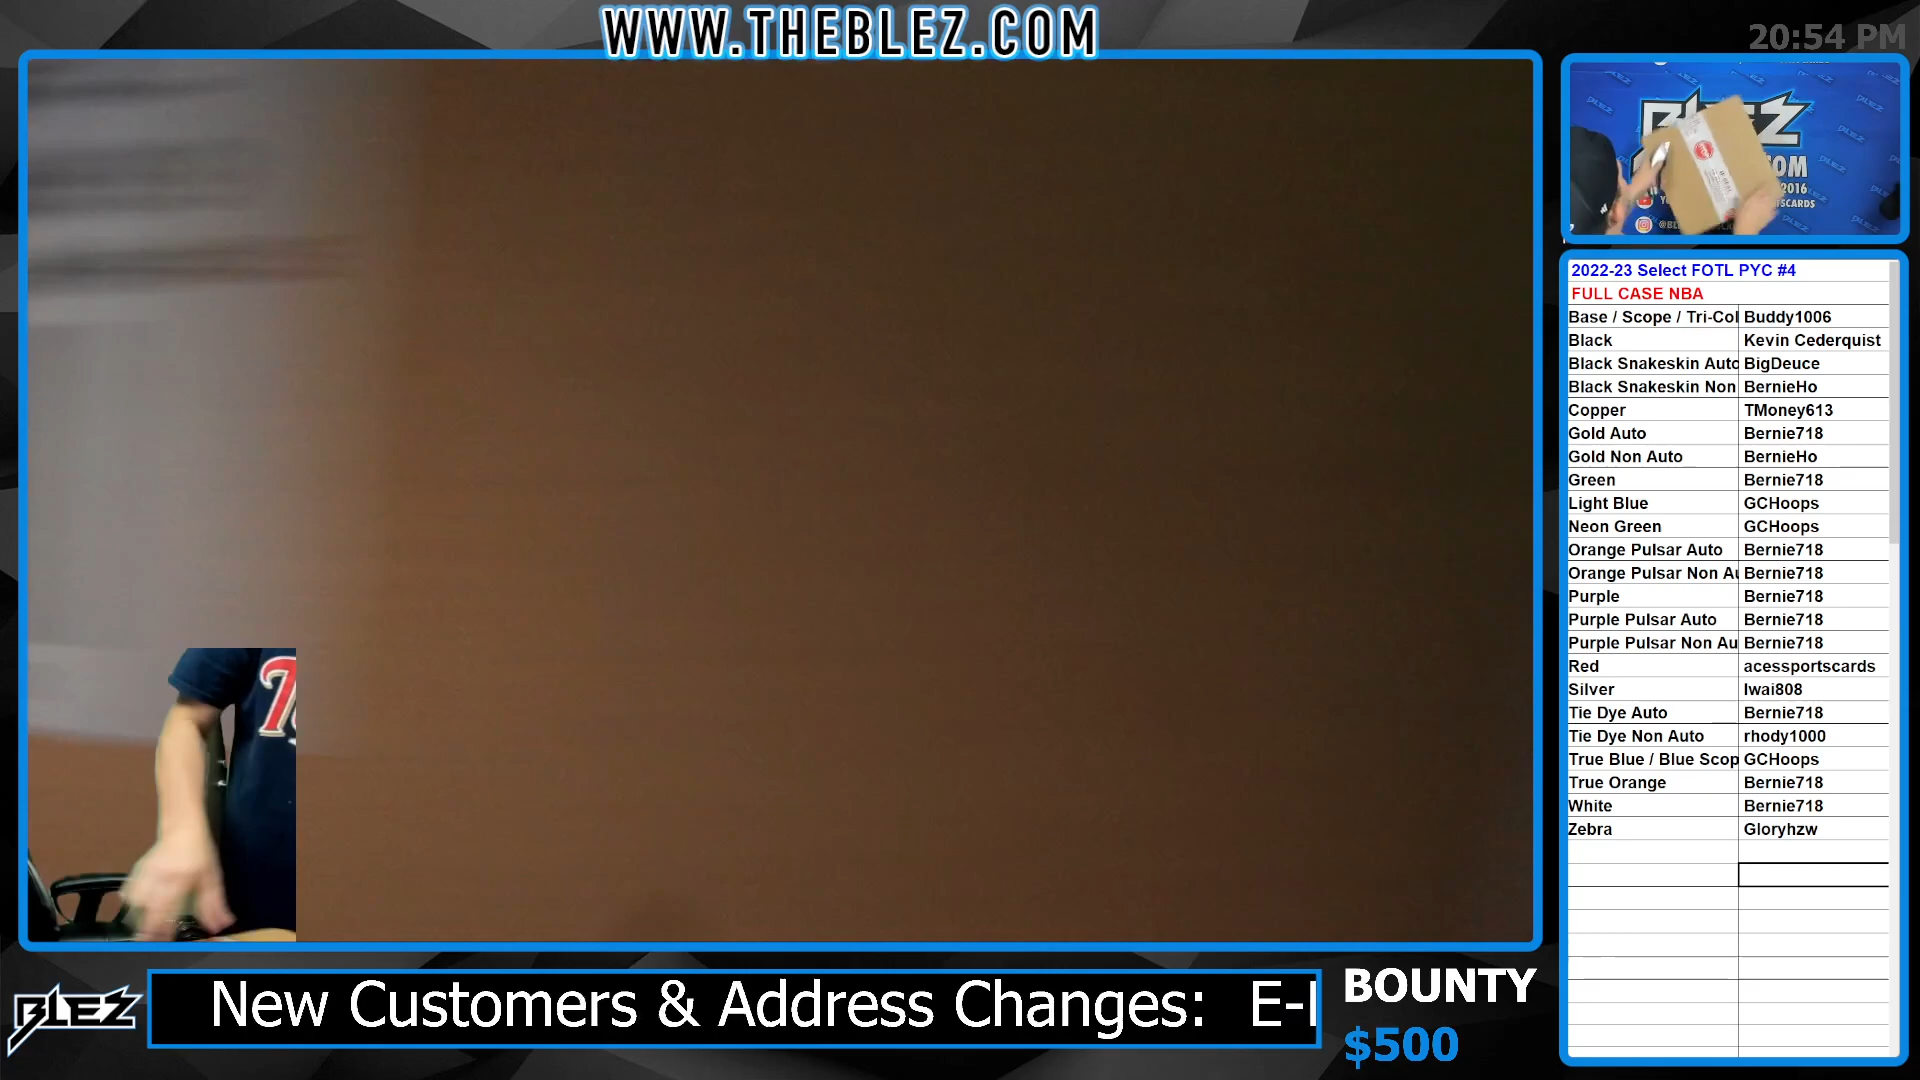 WWW.THEBLEZ.COM
20:54 PM
BLEZ
2022-23 Select FOTL PYC #4
FULL CASE NBA
Base / Scope / Tri-Col Buddy1006
Black Kevin Cederquist
Black Snakeskin Auto BigDeuce
Black Snakeskin Non BernieHo
Copper TMoney613
Gold Auto Bernie718
Gold Non Auto BernieHo
Green Bernie718
Light Blue GCHoops
Neon Green GCHoops
Orange Pulsar Auto Bernie718
Orange Pulsar Non Au Bernie718
Purple Bernie718
Purple Pulsar Auto Bernie718
Purple Pulsar Non Au Bernie718
Red acessportscards
Silver Iwai808
Tie Dye Auto Bernie718
Tie Dye Non Auto rhody1000
True Blue / Blue Scop GCHoops
True Orange Bernie718
White Bernie718
Zebra Gloryhzw
BLEZ
New Customers & Address Changes: E-
BOUNTY
$500